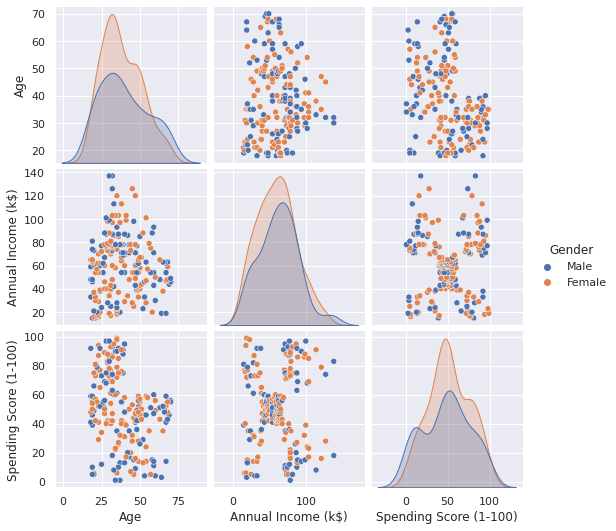 70
60
50
40
30
20
Age
140
120
100
80
60
40
20
Annual Income (k$)
Gender
Male
Female
100
80
60
40
20
0
Spending Score (1-100)
0 25 50 75
0 100
0 50 100
Age
Annual Income (k$)
Spending Score (1-100)